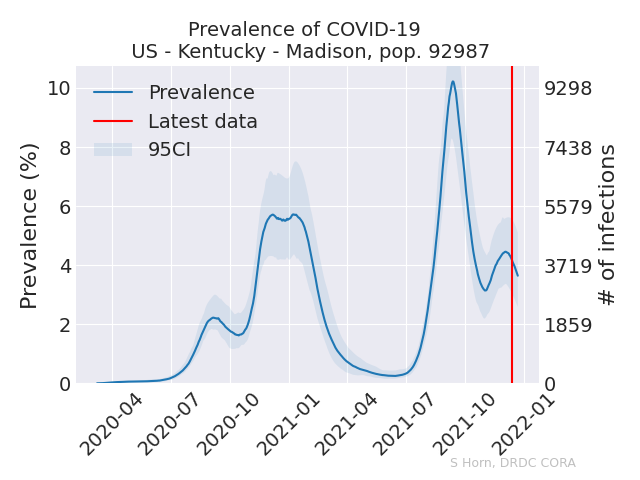 Prevalence of COVID-19
US - Kentucky - Madison, pop. 92987
Prevalence
Latest data
95CI
Prevalence (%)
10
8
6
4
2
0
9298
7438
5579
3719
1859
0
# of infections
2020-04
2020-07
2020-10
2021-01
2021-04
2021-07
2021-10
2022-01
S Horn, DRDC CORA